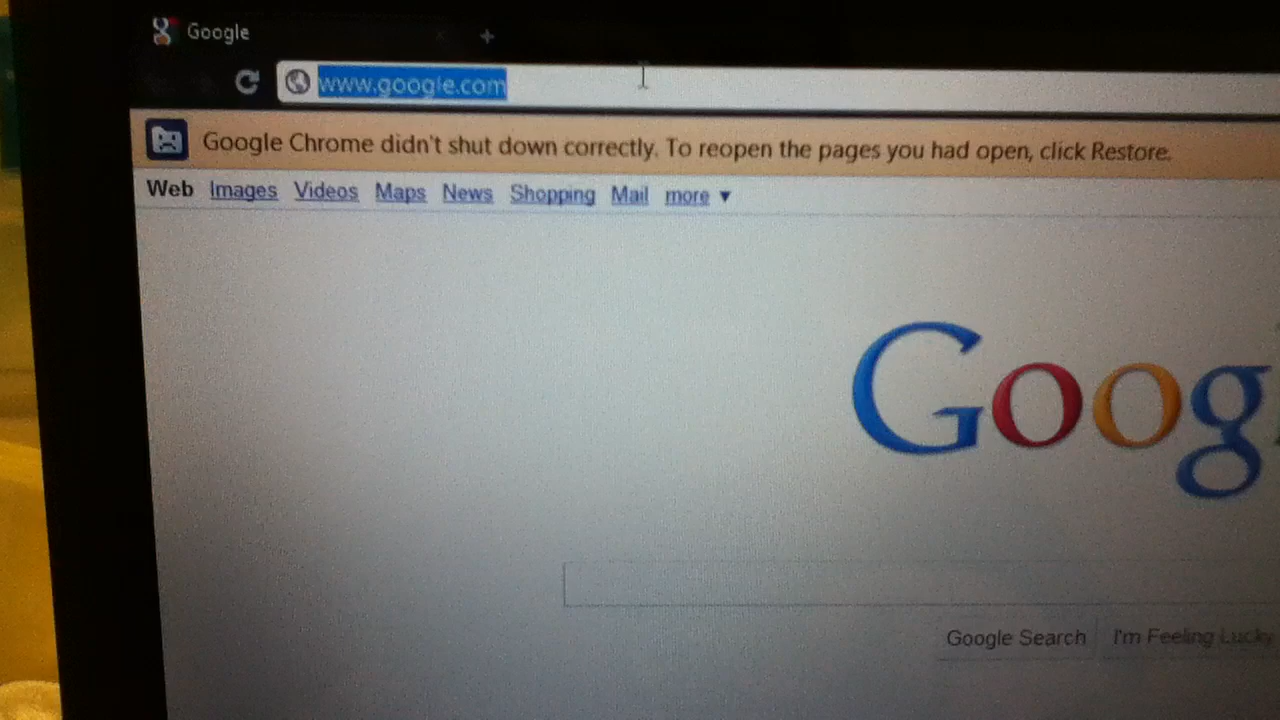 Google
www.google.com
Google Chrome didn't shut down correctly. To reopen the pages you had open, click Restore.
Web Images Videos Maps News Shopping Mail more ▼
Goog
Google Search I'm Feeling Lucky